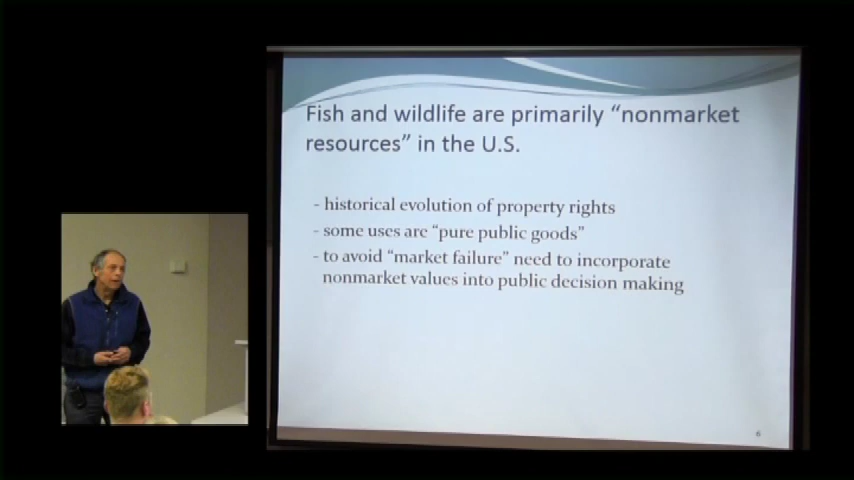 Fish and wildlife are primarily “nonmarket
resources” in the U.S.
- historical evolution of property rights
- some uses are “pure public goods”
- to avoid “market failure” need to incorporate
nonmarket values into public decision making
6